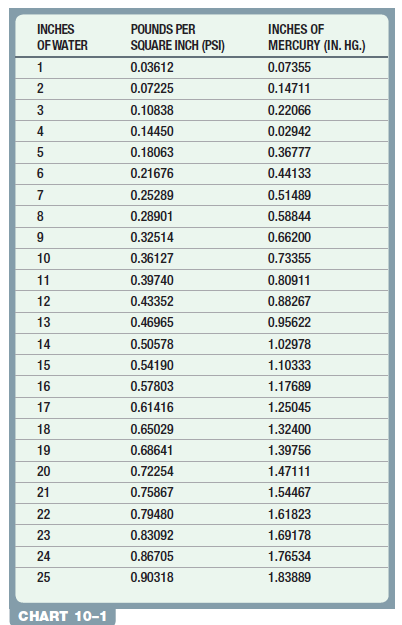 INCHES OF WATER POUNDS PER SQUARE INCH (PSI) INCHES OF MERCURY (IN. HG.)
1 0.03612 0.07355
2 0.07225 0.14711
3 0.10838 0.22066
4 0.14450 0.02942
5 0.18063 0.36777
6 0.21676 0.44133
7 0.25289 0.51489
8 0.28901 0.58844
9 0.32514 0.66200
10 0.36127 0.73355
11 0.39740 0.80911
12 0.43352 0.88267
13 0.46965 0.95622
14 0.50578 1.02978
15 0.54190 1.10333
16 0.57803 1.17689
17 0.61416 1.25045
18 0.65029 1.32400
19 0.68641 1.39756
20 0.72254 1.47111
21 0.75867 1.54467
22 0.79480 1.61823
23 0.83092 1.69178
24 0.86705 1.76534
25 0.90318 1.83889
CHART 10–1